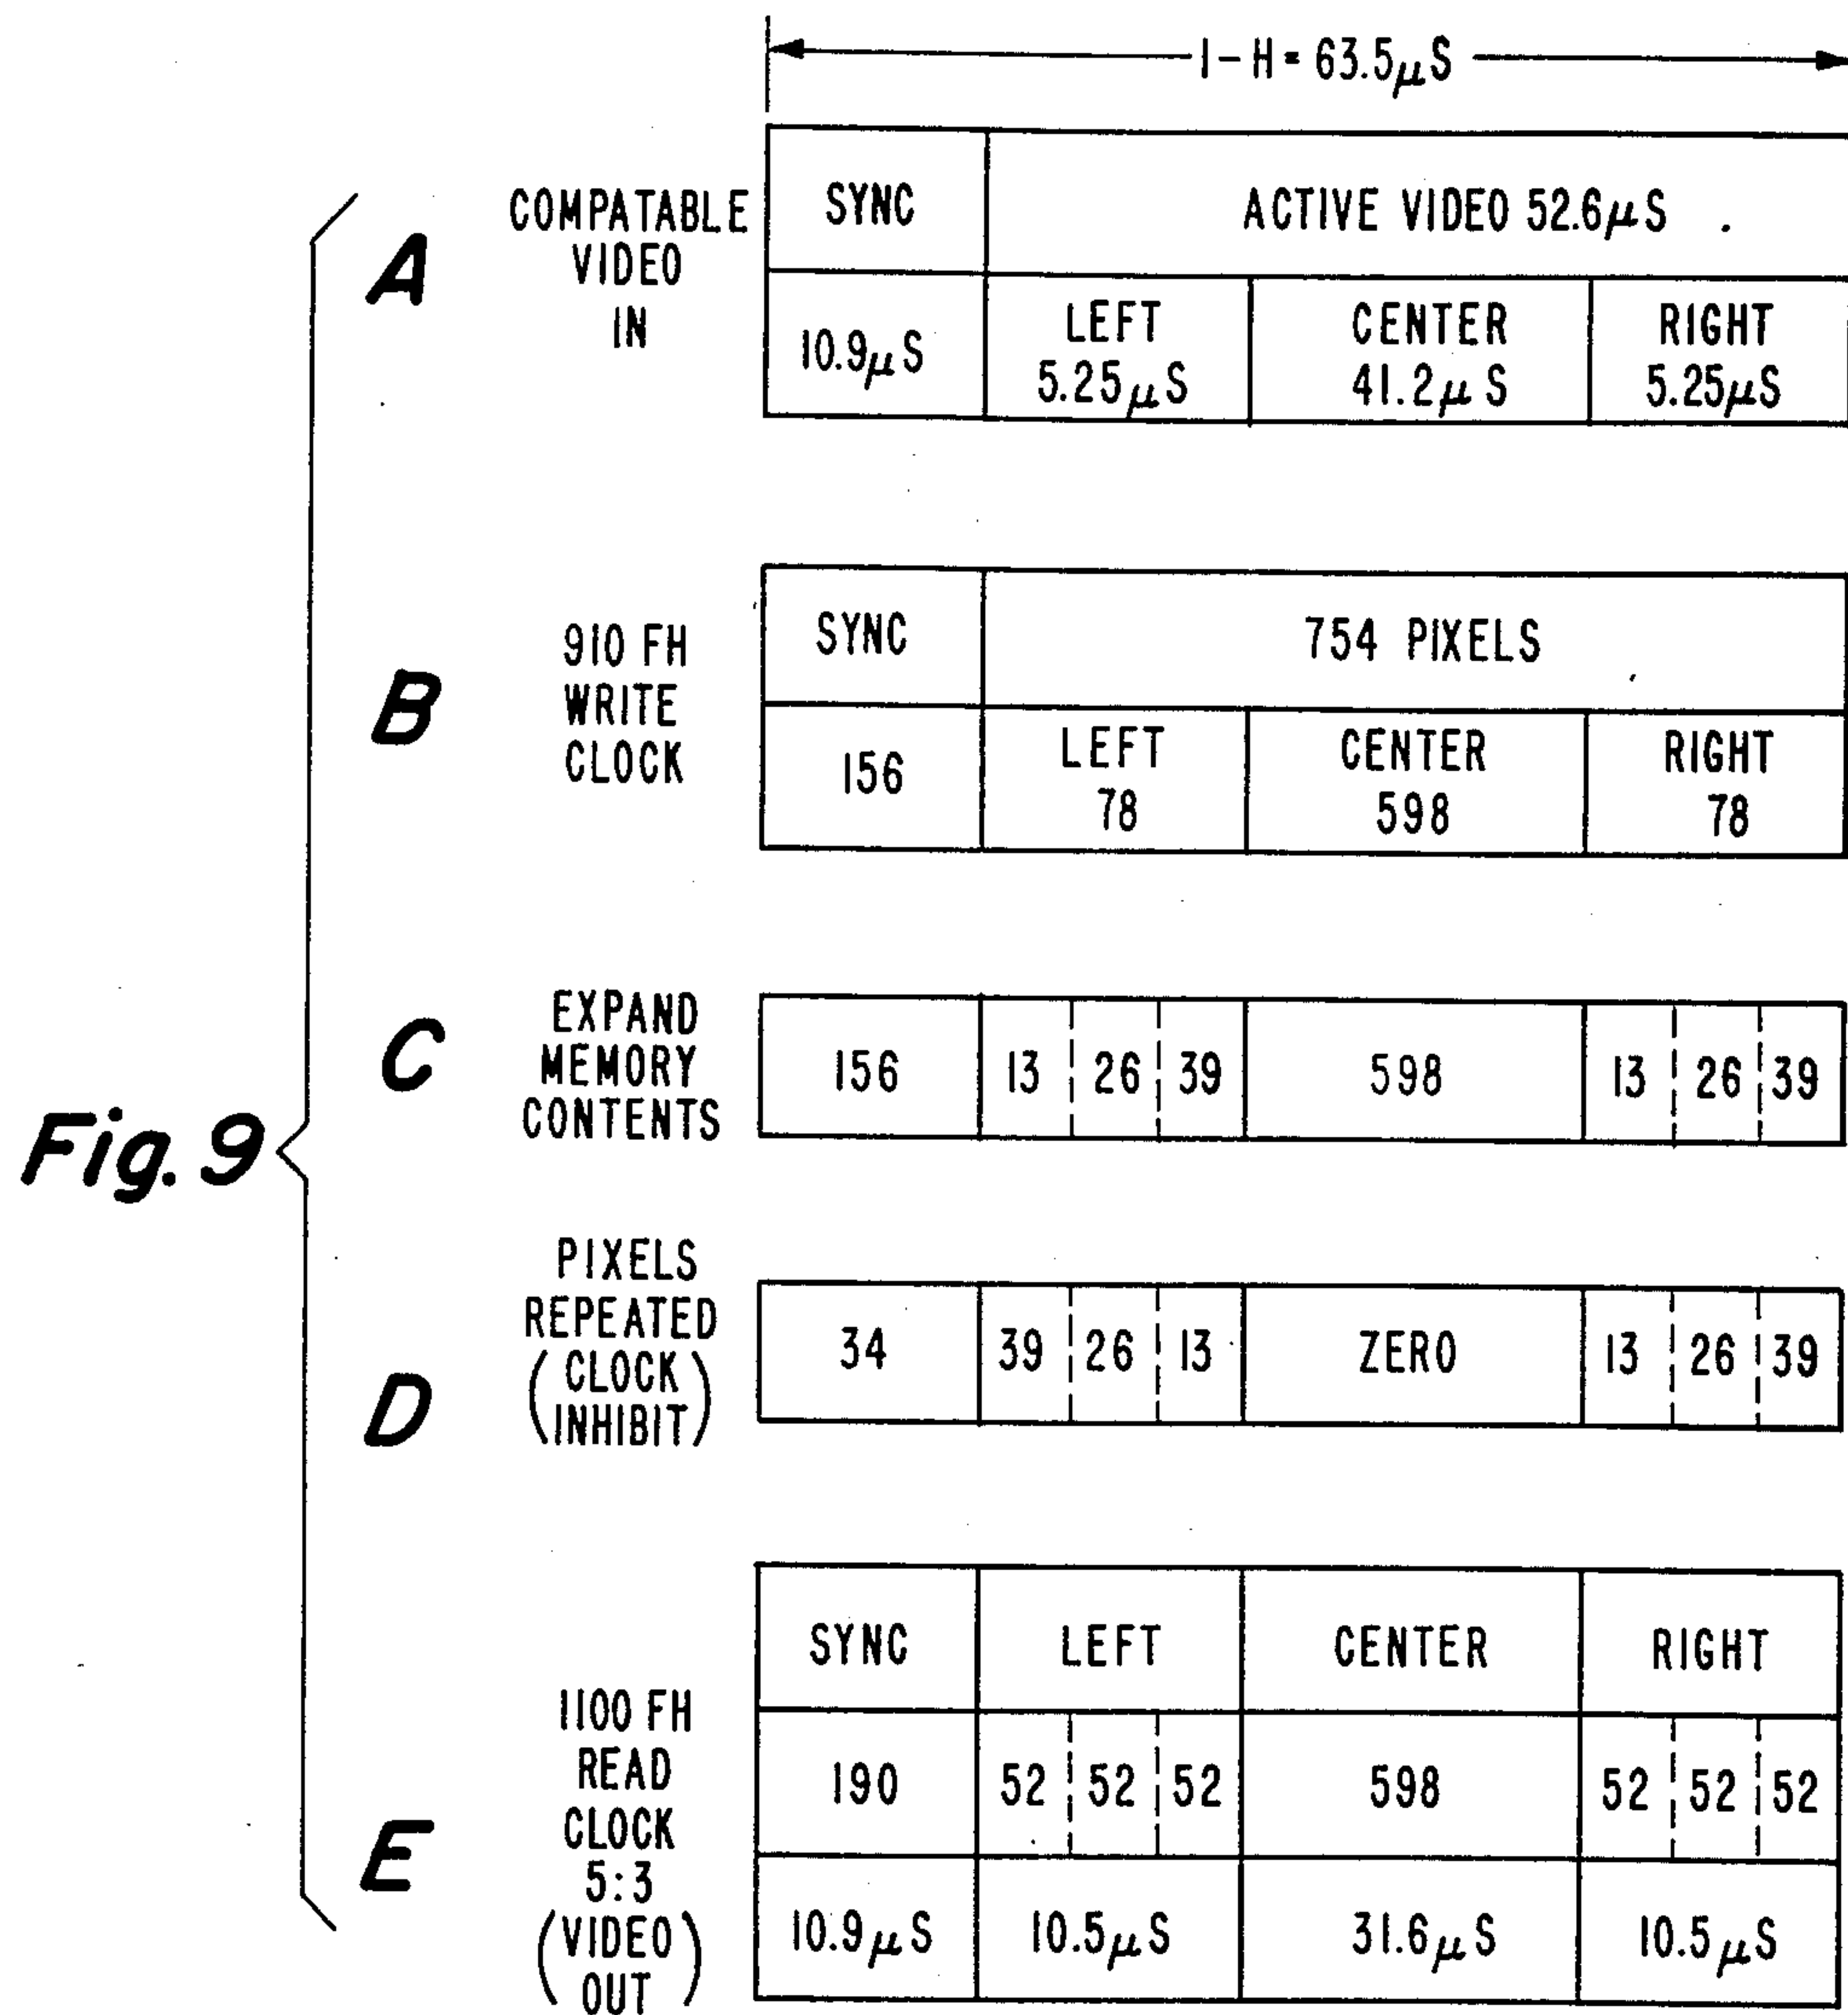 1-H = 63.5μS
Fig. 9
A
COMPATABLE
VIDEO
IN
SYNC
ACTIVE VIDEO 52.6μS
10.9μS
LEFT
5.25μS
CENTER
41.2μS
RIGHT
5.25μS
B
910 FH
WRITE
CLOCK
SYNC
754 PIXELS
156
LEFT
78
CENTER
598
RIGHT
78
C
EXPAND
MEMORY
CONTENTS
156
13
26
39
598
13
26
39
D
PIXELS
REPEATED
(CLOCK
INHIBIT)
34
39
26
13
ZERO
13
26
39
E
1100 FH
READ
CLOCK
5:3
(VIDEO
OUT)
SYNC
LEFT
CENTER
RIGHT
190
52
52
52
598
52
52
52
10.9μS
10.5μS
31.6μS
10.5μS